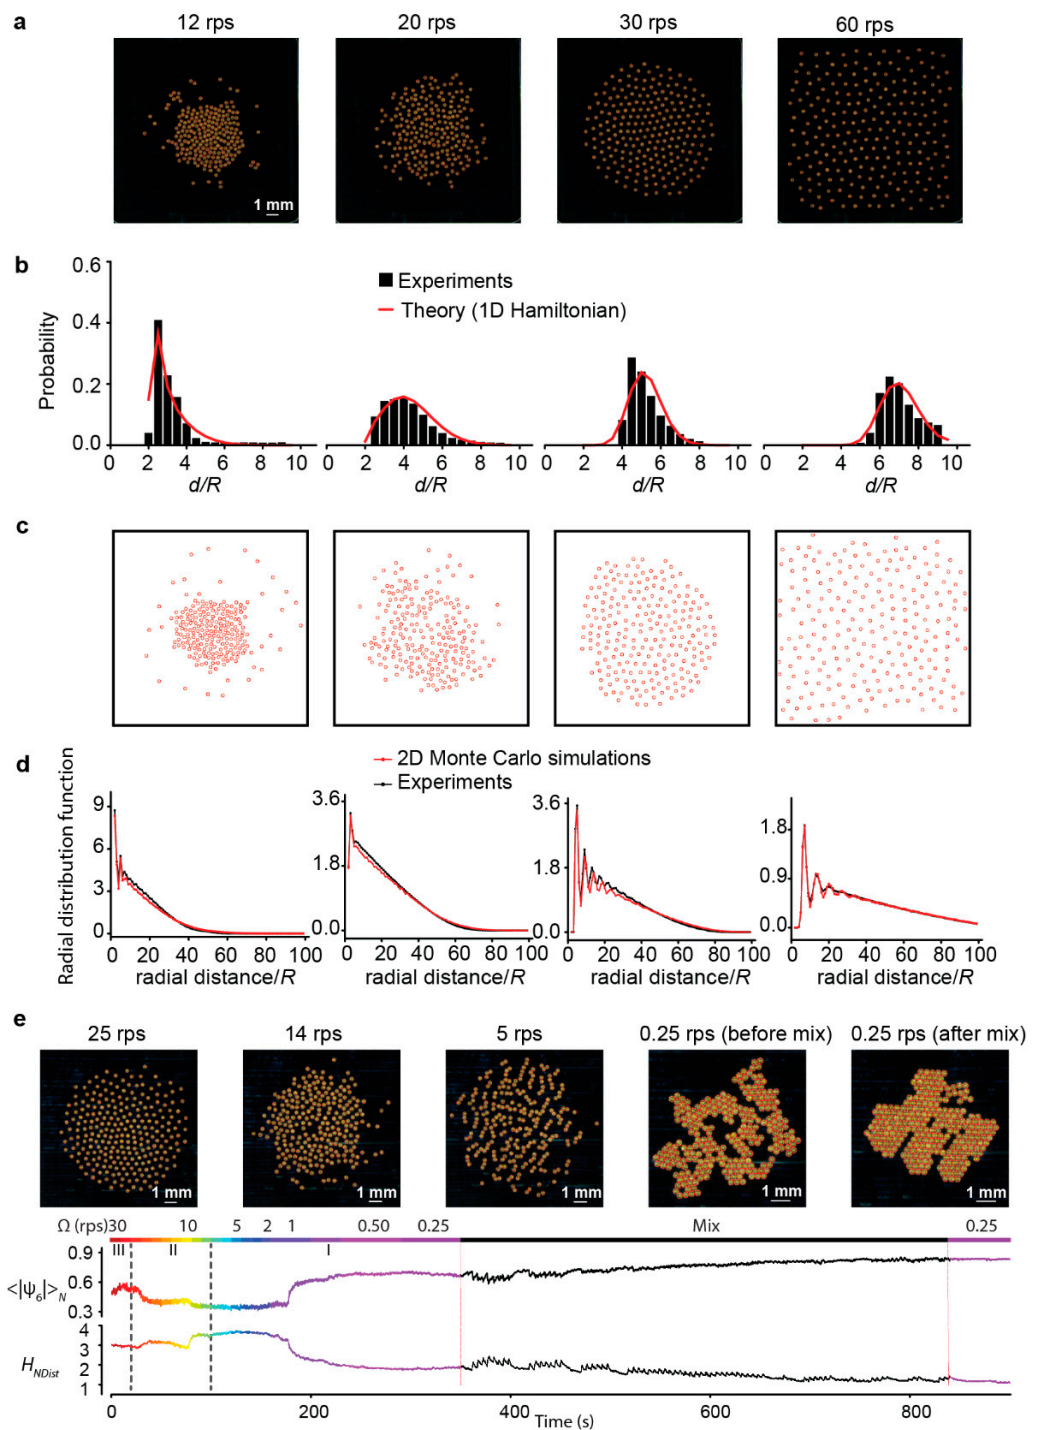 a
12 rps 20 rps 30 rps 60 rps
1 mm
b
0.6
0.4
0.2
0.0
Probability
Experiments
Theory (1D Hamiltonian)
0 2 4 6 8 10 0 2 4 6 8 10 0 2 4 6 8 10 0 2 4 6 8 10
d/R d/R d/R d/R
c
d
2D Monte Carlo simulations
Experiments
Radial distribution function
9
6
3
0
3.6
1.8
0.0
3.6
1.8
0.0
1.8
0.9
0.0
0 20 40 60 80 100 0 20 40 60 80 100 0 20 40 60 80 100 0 20 40 60 80 100
radial distance/R radial distance/R radial distance/R radial distance/R
e
25 rps 14 rps 5 rps 0.25 rps (before mix) 0.25 rps (after mix)
1 mm 1 mm 1 mm 1 mm 1 mm
Ω (rps)30 10 5 2 1 0.50 0.25 Mix 0.25
III II I
0.9
0.6
0.3
<|ψ₆|>N
4
3
2
1
HNDist
0 200 400 600 800
Time (s)